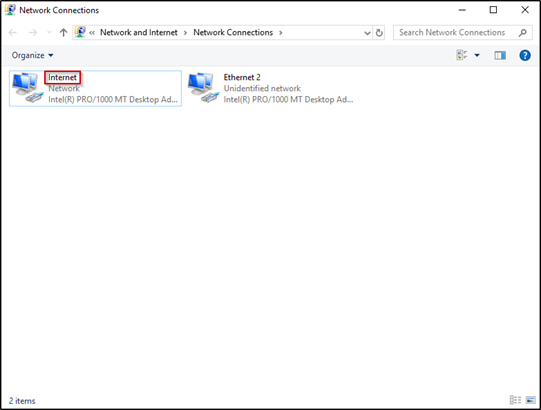 Network Connections
« Network and Internet > Network Connections >
Search Network Connections
Organize
Internet
Network
Intel(R) PRO/1000 MT Desktop Ad...
Ethernet 2
Unidentified network
Intel(R) PRO/1000 MT Desktop Ad...
2 items